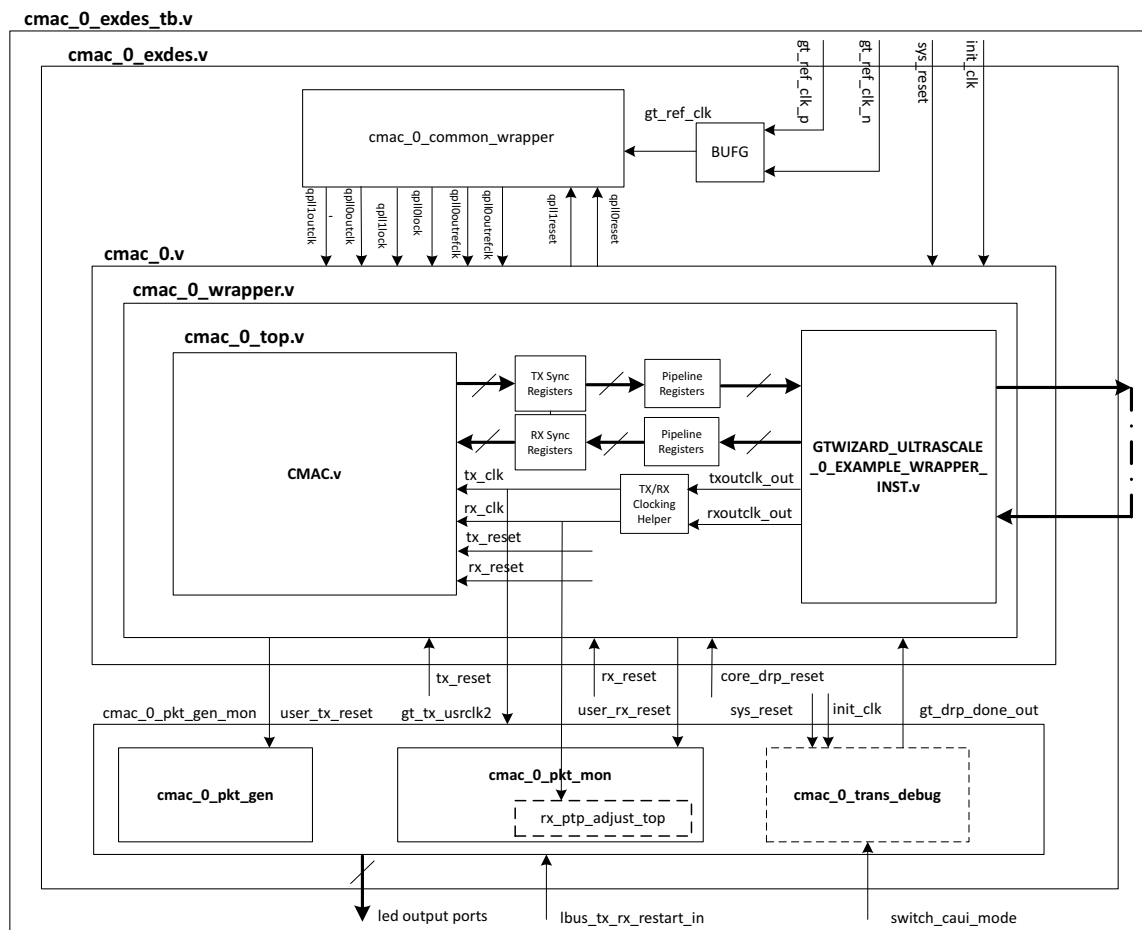 cmac_0_exdes_tb.v
cmac_0_exdes.v
gt_ref_clk_p
gt_ref_clk_n
sys_reset
init_clk
cmac_0_common_wrapper
gt_ref_clk
BUFG
qpll1outclk
-
qpll0outclk
qpll1lock
qpll0lock
qpll0outrefclk
qpll0outrefclk
qpll1reset
qpll0reset
cmac_0.v
cmac_0_wrapper.v
cmac_0_top.v
CMAC.v
TX Sync
Registers
Pipeline
Registers
RX Sync
Registers
Pipeline
Registers
GTWIZARD_ULTRASCALE
_0_EXAMPLE_WRAPPER_
INST.v
tx_clk
rx_clk
tx_reset
rx_reset
TX/RX
Clocking
Helper
txoutclk_out
rxoutclk_out
tx_reset
rx_reset
core_drp_reset
cmac_0_pkt_gen_mon
user_tx_reset
gt_tx_usrclk2
user_rx_reset
sys_reset
init_clk
gt_drp_done_out
cmac_0_pkt_gen
cmac_0_pkt_mon
rx_ptp_adjust_top
cmac_0_trans_debug
led output ports
lbus_tx_rx_restart_in
switch_caui_mode